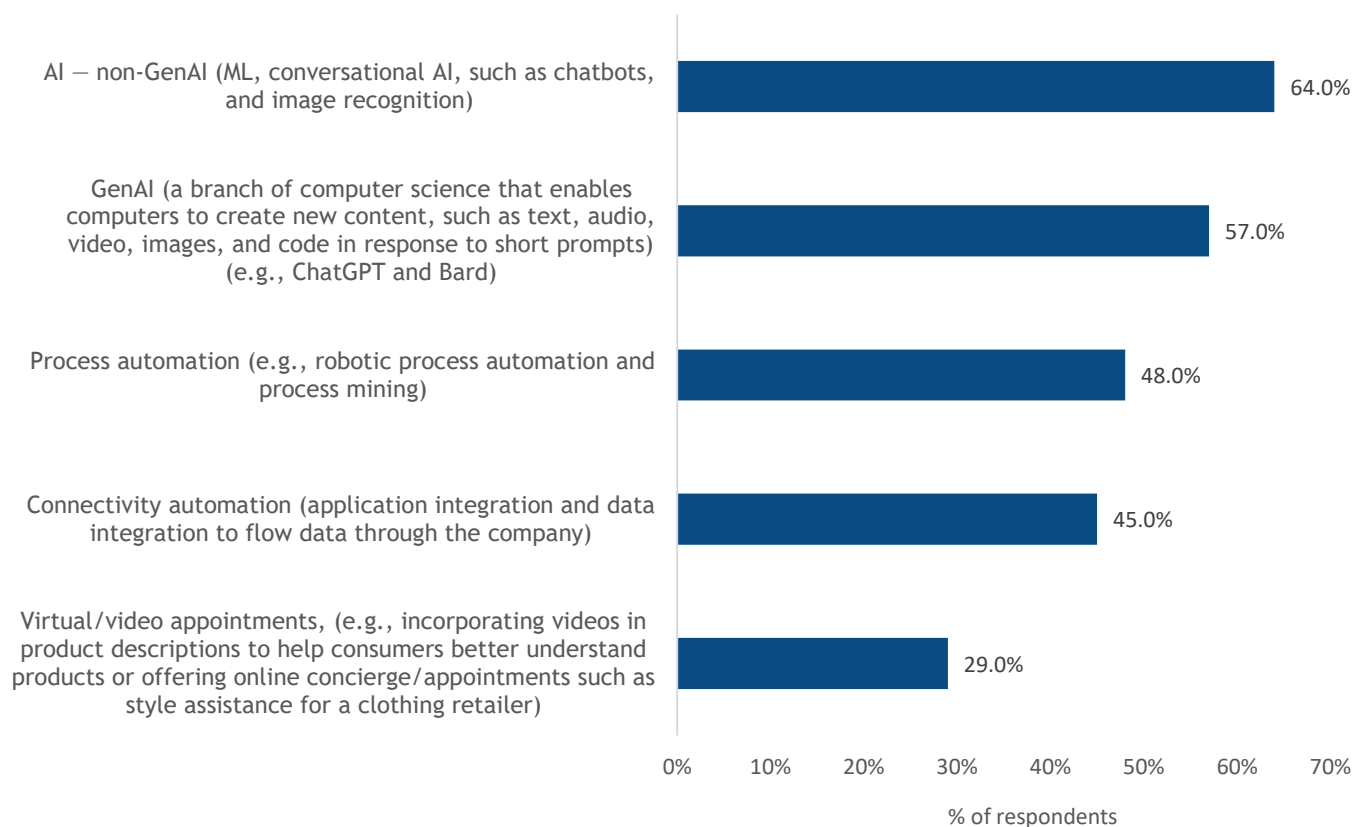 AI — non-GenAI (ML, conversational AI, such as chatbots,
and image recognition)
64.0%
GenAI (a branch of computer science that enables
computers to create new content, such as text, audio,
video, images, and code in response to short prompts)
(e.g., ChatGPT and Bard)
57.0%
Process automation (e.g., robotic process automation and
process mining)
48.0%
Connectivity automation (application integration and data
integration to flow data through the company)
45.0%
Virtual/video appointments, (e.g., incorporating videos in
product descriptions to help consumers better understand
products or offering online concierge/appointments such as
style assistance for a clothing retailer)
29.0%
0% 10% 20% 30% 40% 50% 60% 70%
% of respondents